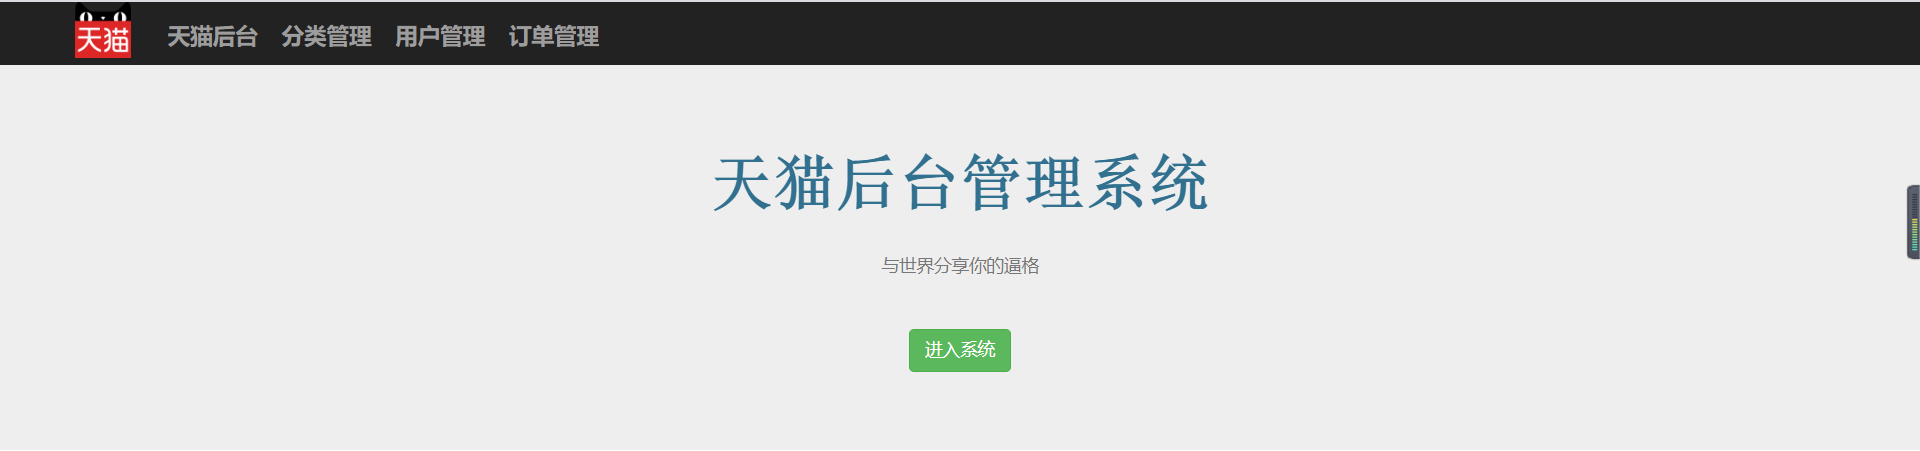 天猫
天猫后台 分类管理 用户管理 订单管理
天猫后台管理系统
与世界分享你的逼格
进入系统